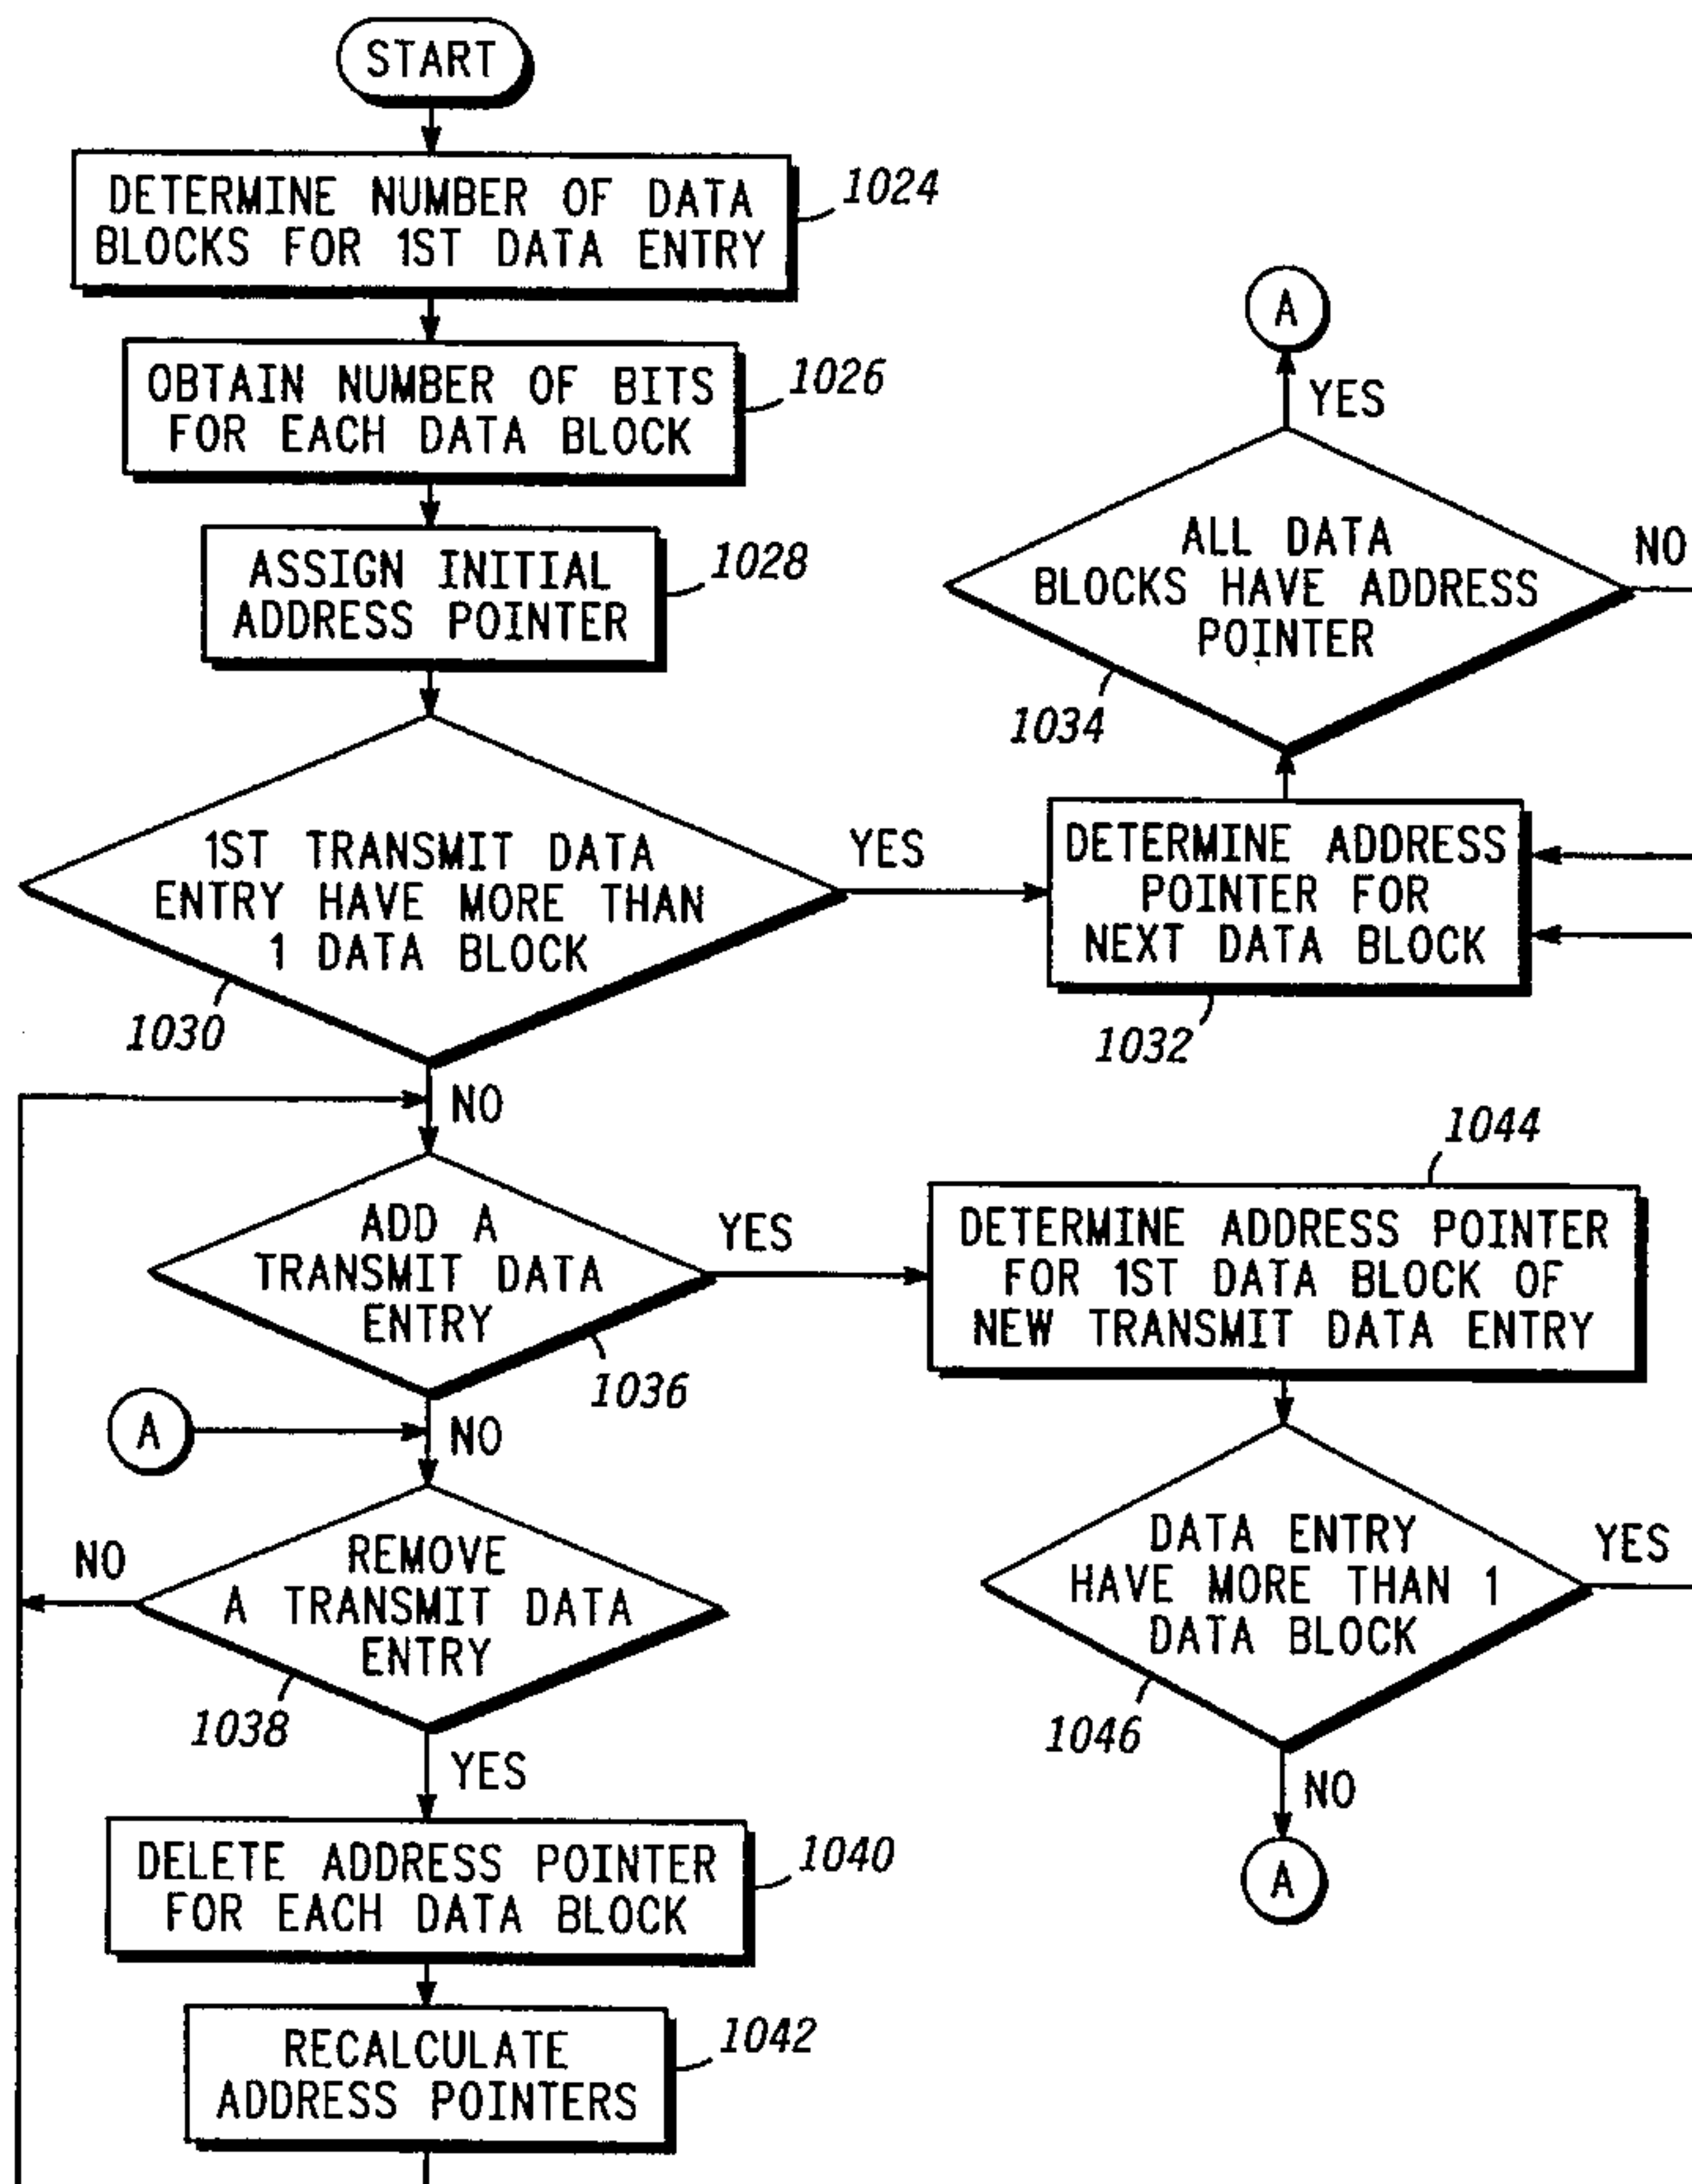 START
DETERMINE NUMBER OF DATA
BLOCKS FOR 1ST DATA ENTRY
1024
OBTAIN NUMBER OF BITS
FOR EACH DATA BLOCK
1026
ASSIGN INITIAL
ADDRESS POINTER
1028
1ST TRANSMIT DATA
ENTRY HAVE MORE THAN
1 DATA BLOCK
1030
YES
NO
A
YES
ALL DATA
BLOCKS HAVE ADDRESS
POINTER
NO
1034
DETERMINE ADDRESS
POINTER FOR
NEXT DATA BLOCK
1032
ADD A
TRANSMIT DATA
ENTRY
1036
YES
NO
A
1044
DETERMINE ADDRESS POINTER
FOR 1ST DATA BLOCK OF
NEW TRANSMIT DATA ENTRY
DATA ENTRY
HAVE MORE THAN 1
DATA BLOCK
YES
1046
NO
A
REMOVE
A TRANSMIT DATA
ENTRY
NO
1038
YES
DELETE ADDRESS POINTER
FOR EACH DATA BLOCK
1040
RECALCULATE
ADDRESS POINTERS
1042